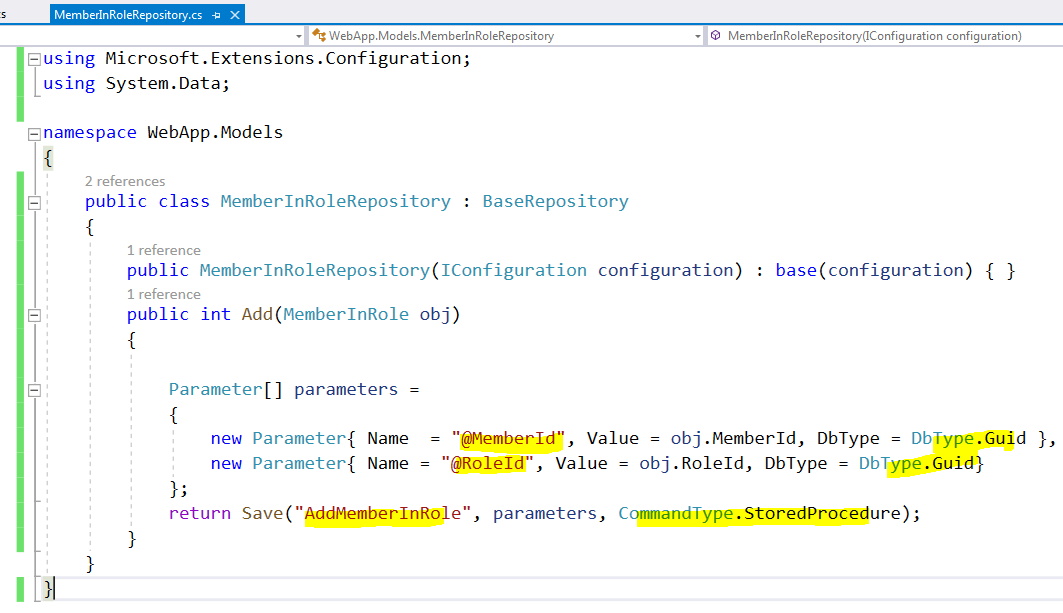 cs
MemberInRoleRepository.cs
WebApp.Models.MemberInRoleRepository
MemberInRoleRepository(IConfiguration configuration)
using Microsoft.Extensions.Configuration;
using System.Data;
namespace WebApp.Models
{
2 references
public class MemberInRoleRepository : BaseRepository
{
1 reference
public MemberInRoleRepository(IConfiguration configuration) : base(configuration) { }
1 reference
public int Add(MemberInRole obj)
{
Parameter[] parameters =
{
new Parameter{ Name  = "@MemberId", Value = obj.MemberId, DbType = DbType.Guid },
new Parameter{ Name = "@RoleId", Value = obj.RoleId, DbType = DbType.Guid}
};
return Save("AddMemberInRole", parameters, CommandType.StoredProcedure);
}
}
}